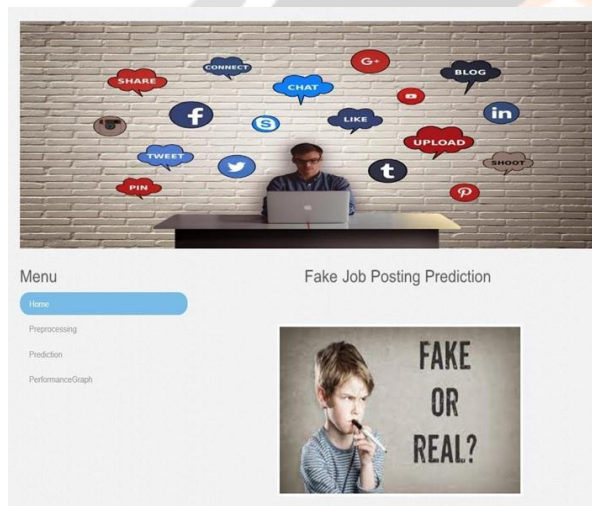 CONNECT
G+
BLOG
SHARE
CHAT
f
S
LIKE
in
UPLOAD
TWEET
t
SHOOT
PIN
Menu
Fake Job Posting Prediction
Home
Preprocessing
Prediction
PerformanceGraph
FAKE
OR
REAL?